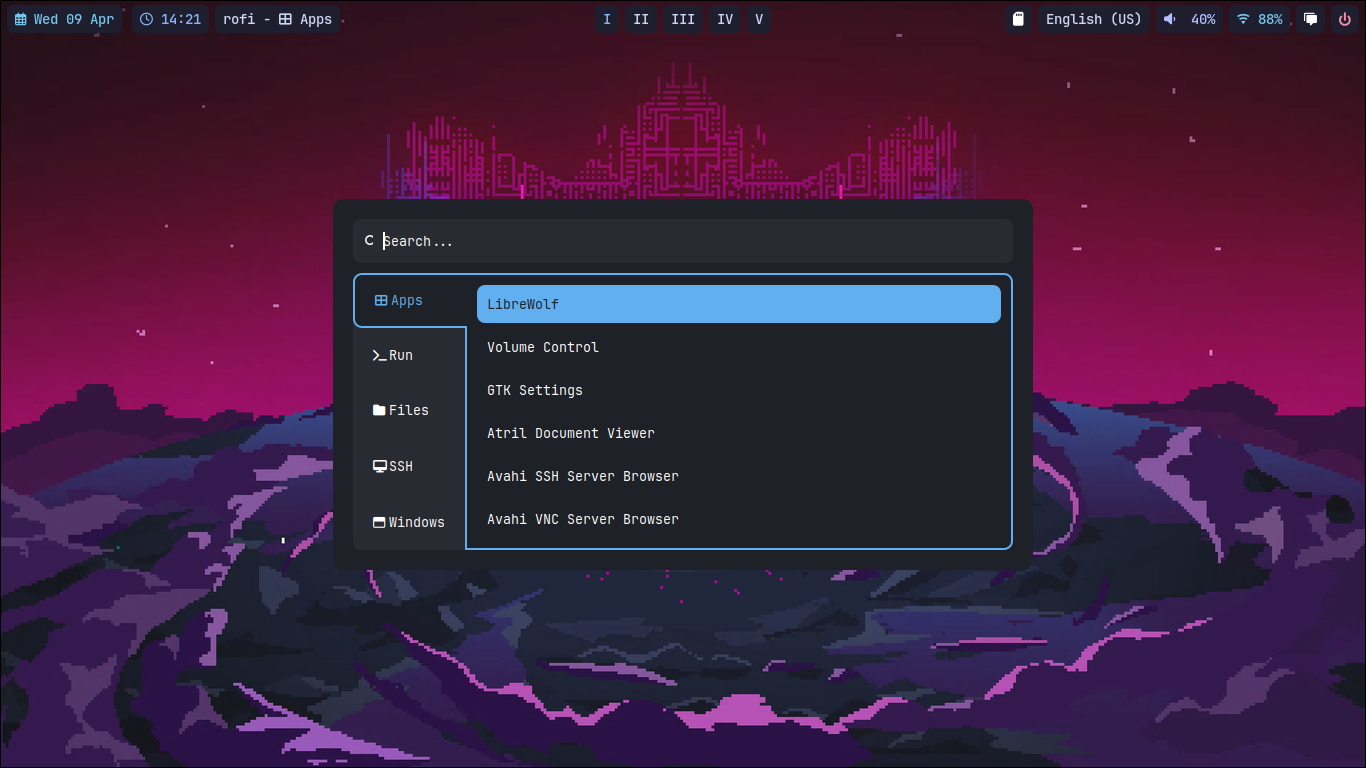 Wed 09 Apr 14:21 rofi - Apps I II III IV V English (US) 40% 88%
Search...
Apps
Run
Files
SSH
Windows
LibreWolf
Volume Control
GTK Settings
Atril Document Viewer
Avahi SSH Server Browser
Avahi VNC Server Browser